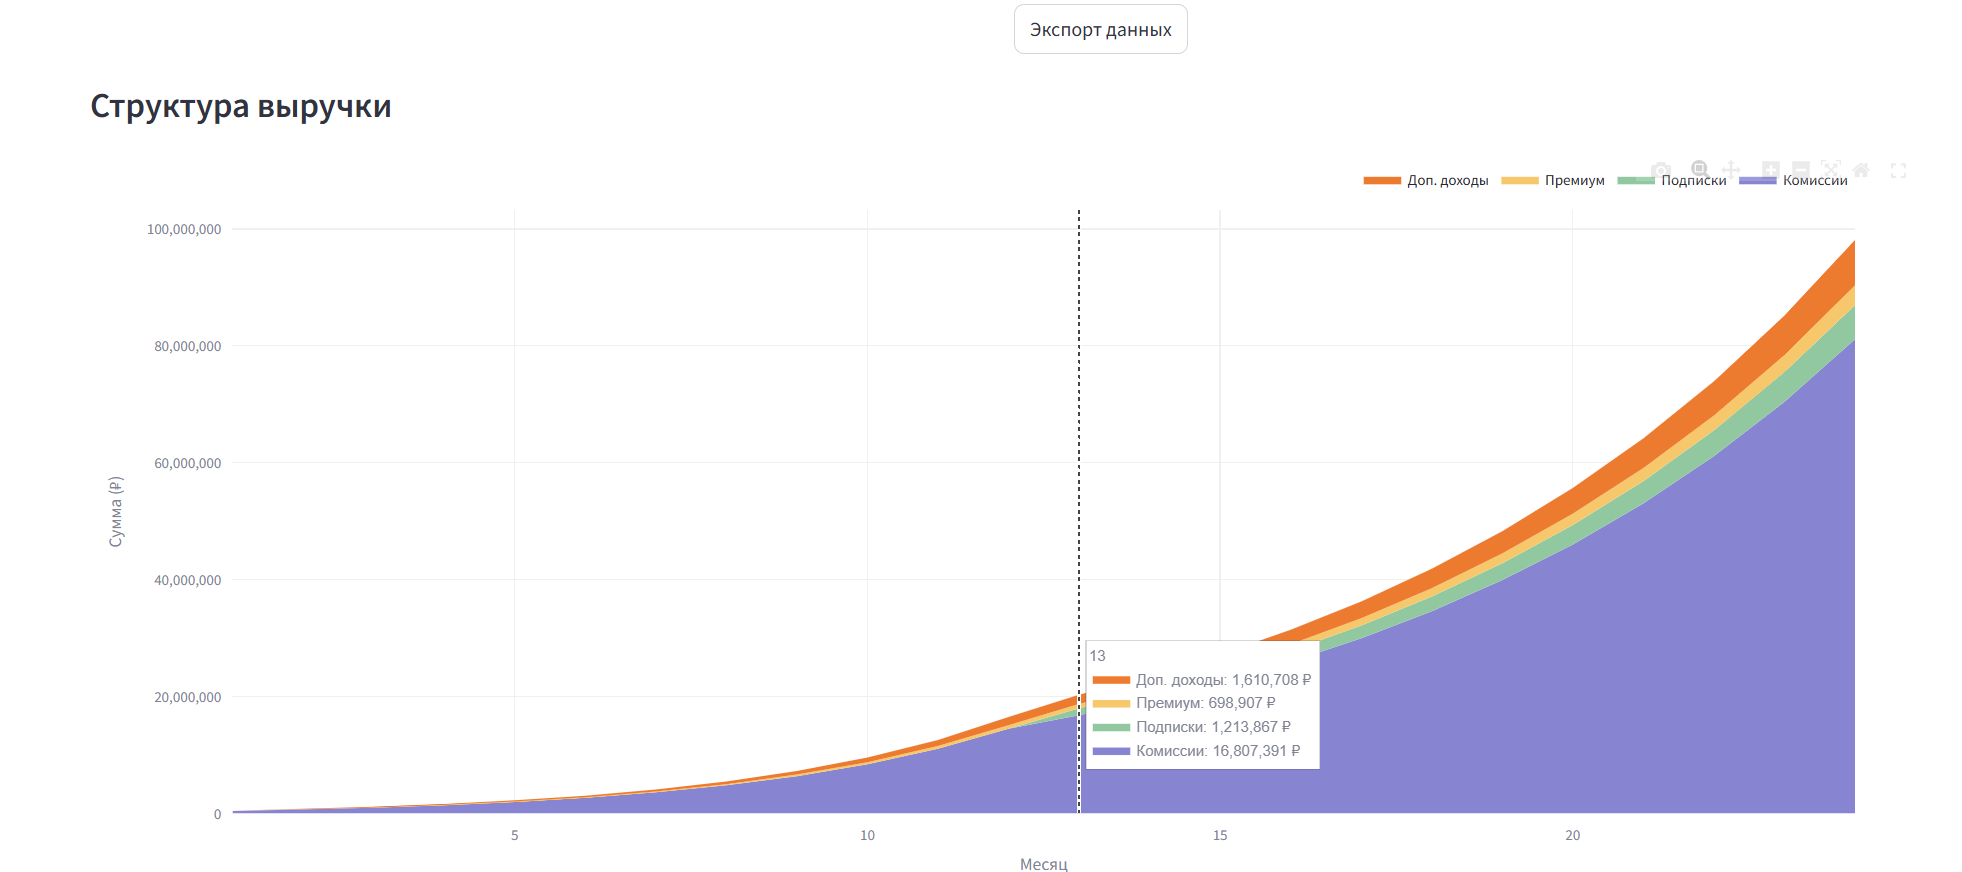 Экспорт данных
Структура выручки
Доп. доходы Премиум Подписки Комиссии
100,000,000
80,000,000
60,000,000
40,000,000
20,000,000
0
Сумма (₽)
13
Доп. доходы: 1,610,708 ₽
Премиум: 698,907 ₽
Подписки: 1,213,867 ₽
Комиссии: 16,807,391 ₽
5 10 15 20
Месяц